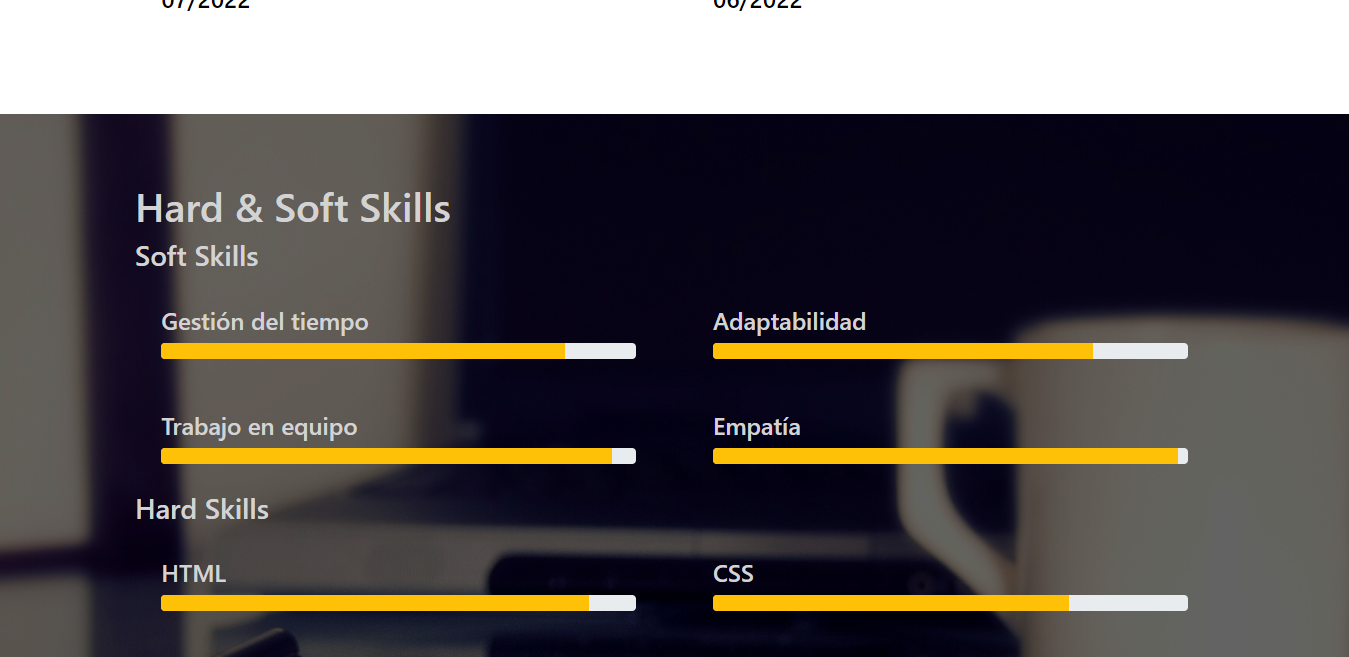 07/2022 06/2022
Hard & Soft Skills
Soft Skills
Gestión del tiempo Adaptabilidad
Trabajo en equipo Empatía
Hard Skills
HTML CSS